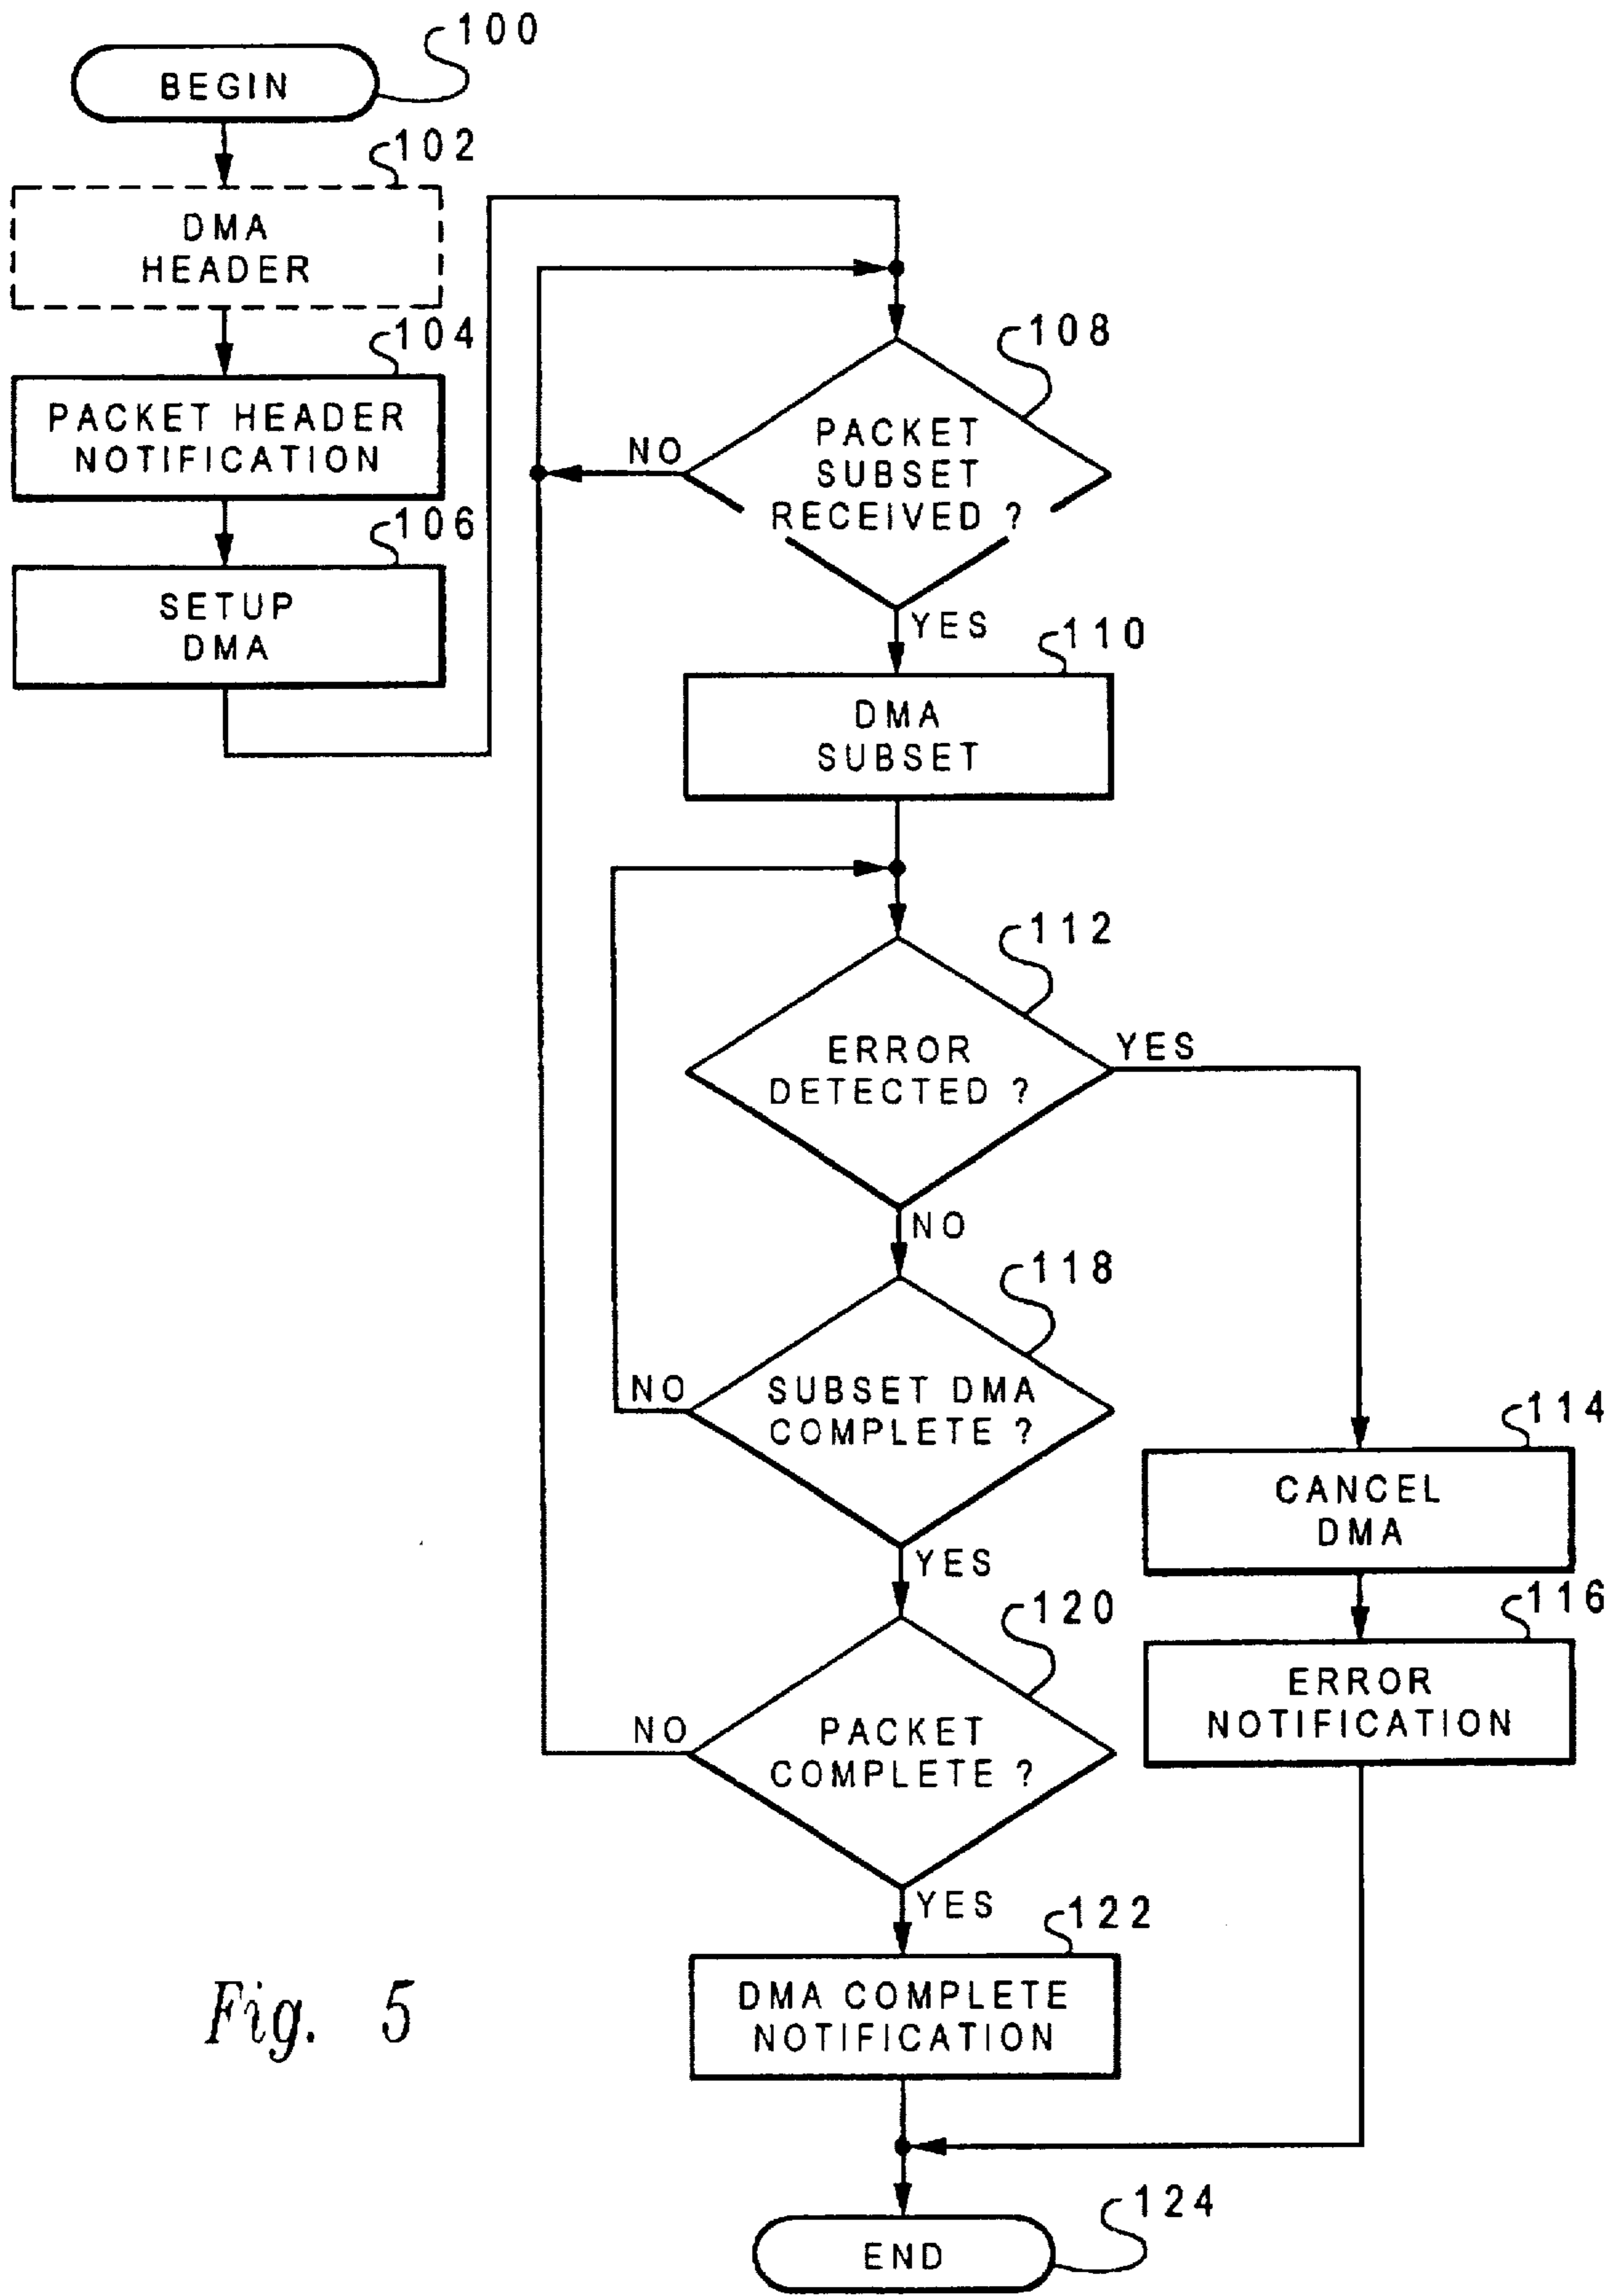 100
BEGIN
102
DMA
HEADER
104
PACKET HEADER
NOTIFICATION
106
SETUP
DMA
108
PACKET
SUBSET
RECEIVED ?
NO
YES
110
DMA
SUBSET
112
ERROR
DETECTED ?
YES
NO
118
SUBSET DMA
COMPLETE ?
NO
YES
114
CANCEL
DMA
116
ERROR
NOTIFICATION
120
PACKET
COMPLETE ?
NO
YES
122
DMA COMPLETE
NOTIFICATION
124
END
Fig. 5